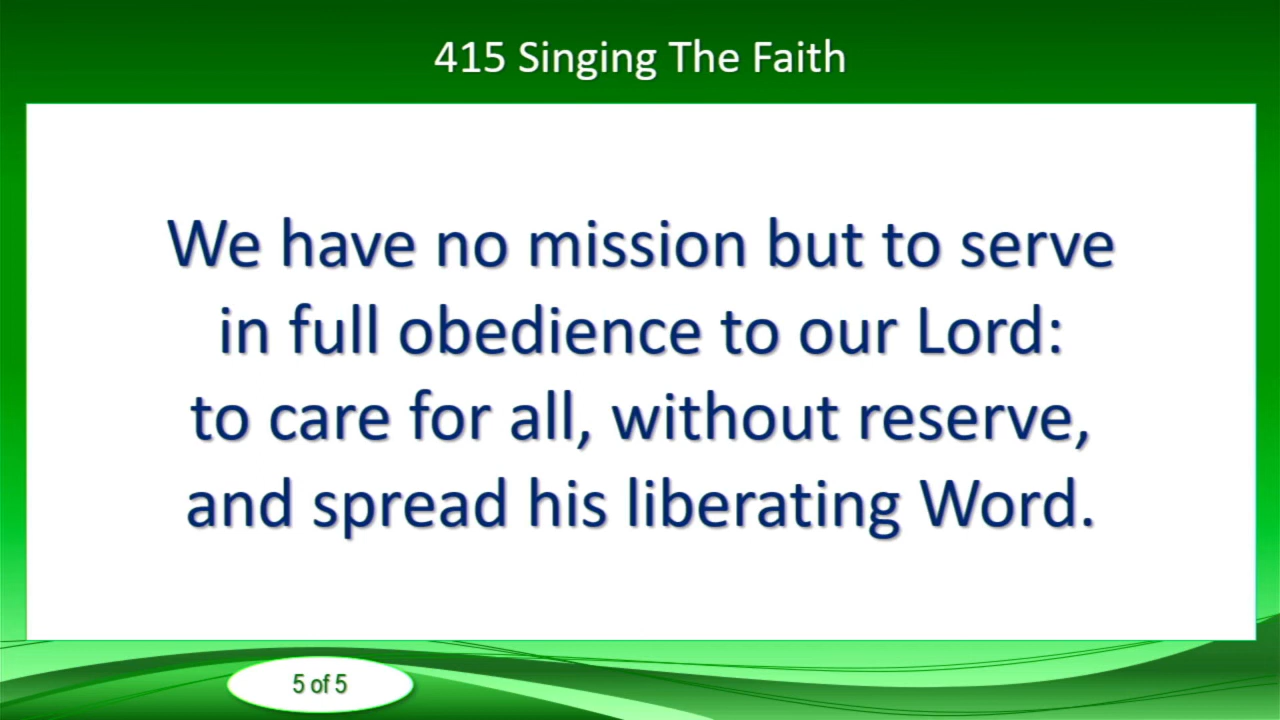 415 Singing The Faith
We have no mission but to serve
in full obedience to our Lord:
to care for all, without reserve,
and spread his liberating Word.
5 of 5